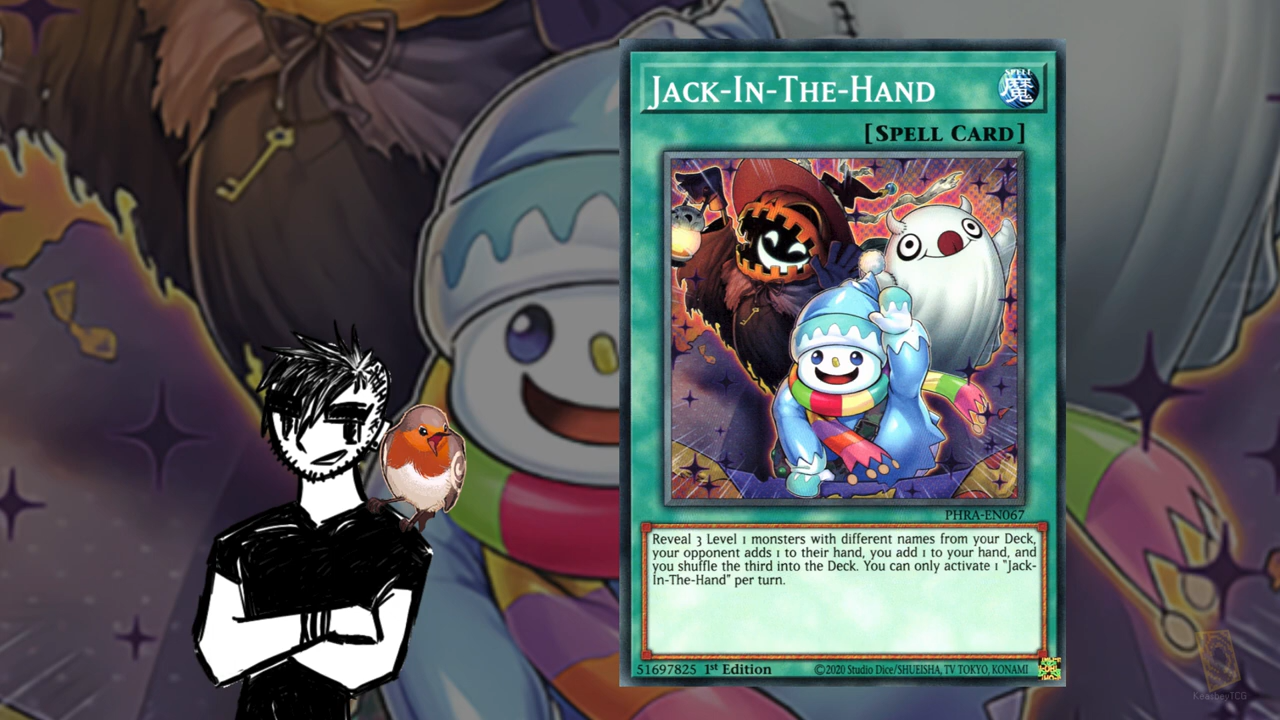 JACK-IN-THE-HAND
SPELL
魔
[SPELL CARD]
PHRA-EN067
Reveal 3 Level 1 monsters with different names from your Deck,
your opponent adds 1 to their hand, you add 1 to your hand, and
you shuffle the third into the Deck. You can only activate 1 "Jack-
In-The-Hand" per turn.
51697825 1st Edition ©2020 Studio Dice/SHUEISHA, TV TOKYO, KONAMI